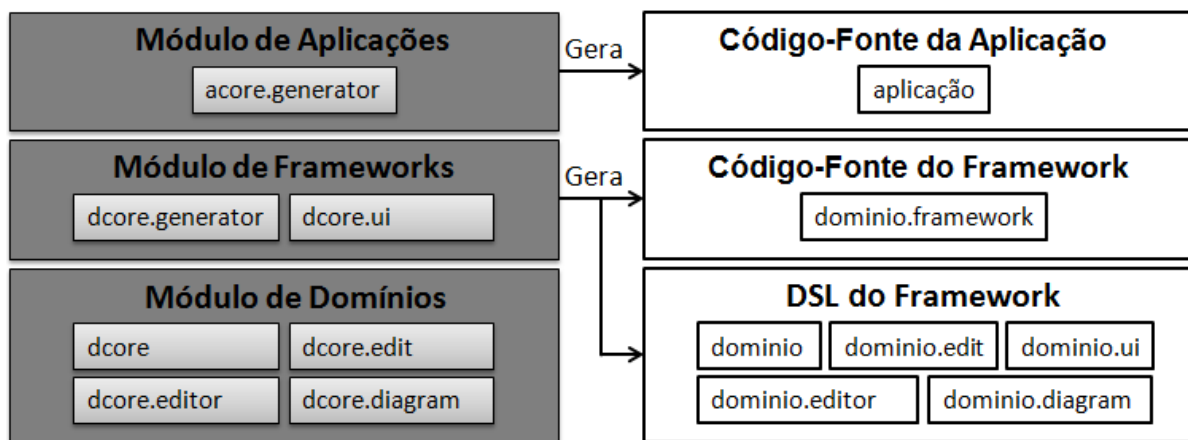 Módulo de Aplicações
acore.generator
Gera
Código-Fonte da Aplicação
aplicação
Módulo de Frameworks
dcore.generator dcore.ui
Gera
Código-Fonte do Framework
dominio.framework
Módulo de Domínios
dcore dcore.edit
dcore.editor dcore.diagram
DSL do Framework
dominio dominio.edit dominio.ui
dominio.editor dominio.diagram